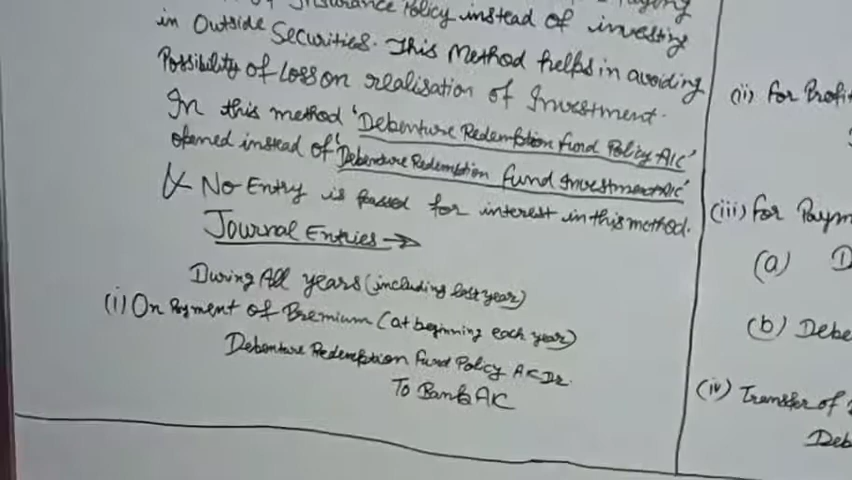 Insurance Policy instead of investing
in Outside Securities. This Method helps in avoiding
Possibility of Loss on realisation of Investment.
In this method 'Debenture Redemption Fund Policy A/C'
opened instead of 'Debenture Redemption Fund Investment A/C'
& No Entry is passed for interest in this method.
Journal Entries →
During All years (including last year)
(i) On Payment of Premium (at beginning each year)
Debenture Redemption Fund Policy A/C Dr.
To Bank A/C
(ii) For Profit
(iii) For Paym
(a) D
(b) Debe
(iv) Transfer of
Deb